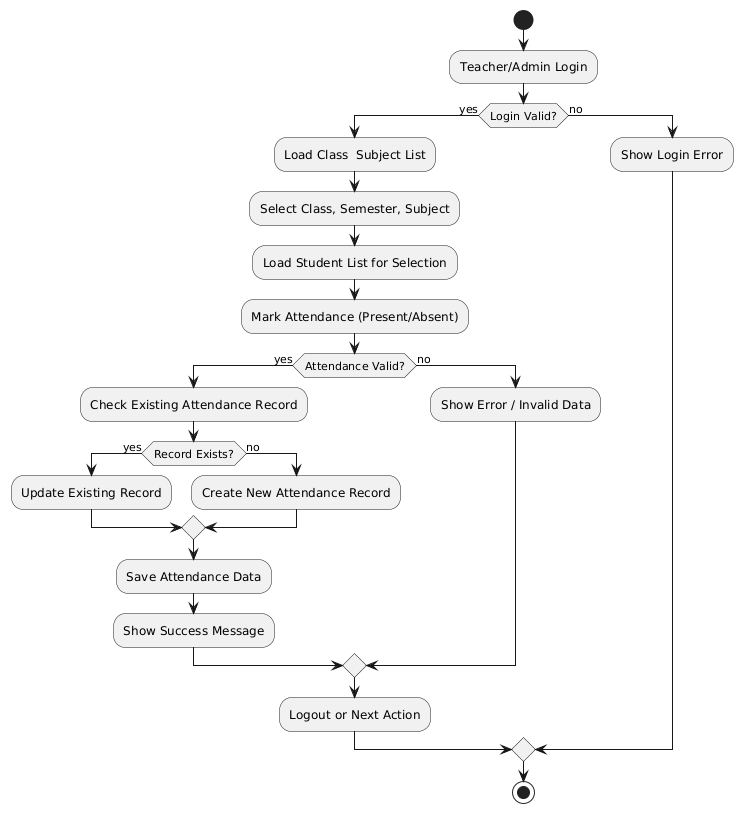 Teacher/Admin Login
yes
Login Valid?
no
Load Class  Subject List
Show Login Error
Select Class, Semester, Subject
Load Student List for Selection
Mark Attendance (Present/Absent)
yes
Attendance Valid?
no
Check Existing Attendance Record
Show Error / Invalid Data
yes
Record Exists?
no
Update Existing Record
Create New Attendance Record
Save Attendance Data
Show Success Message
Logout or Next Action